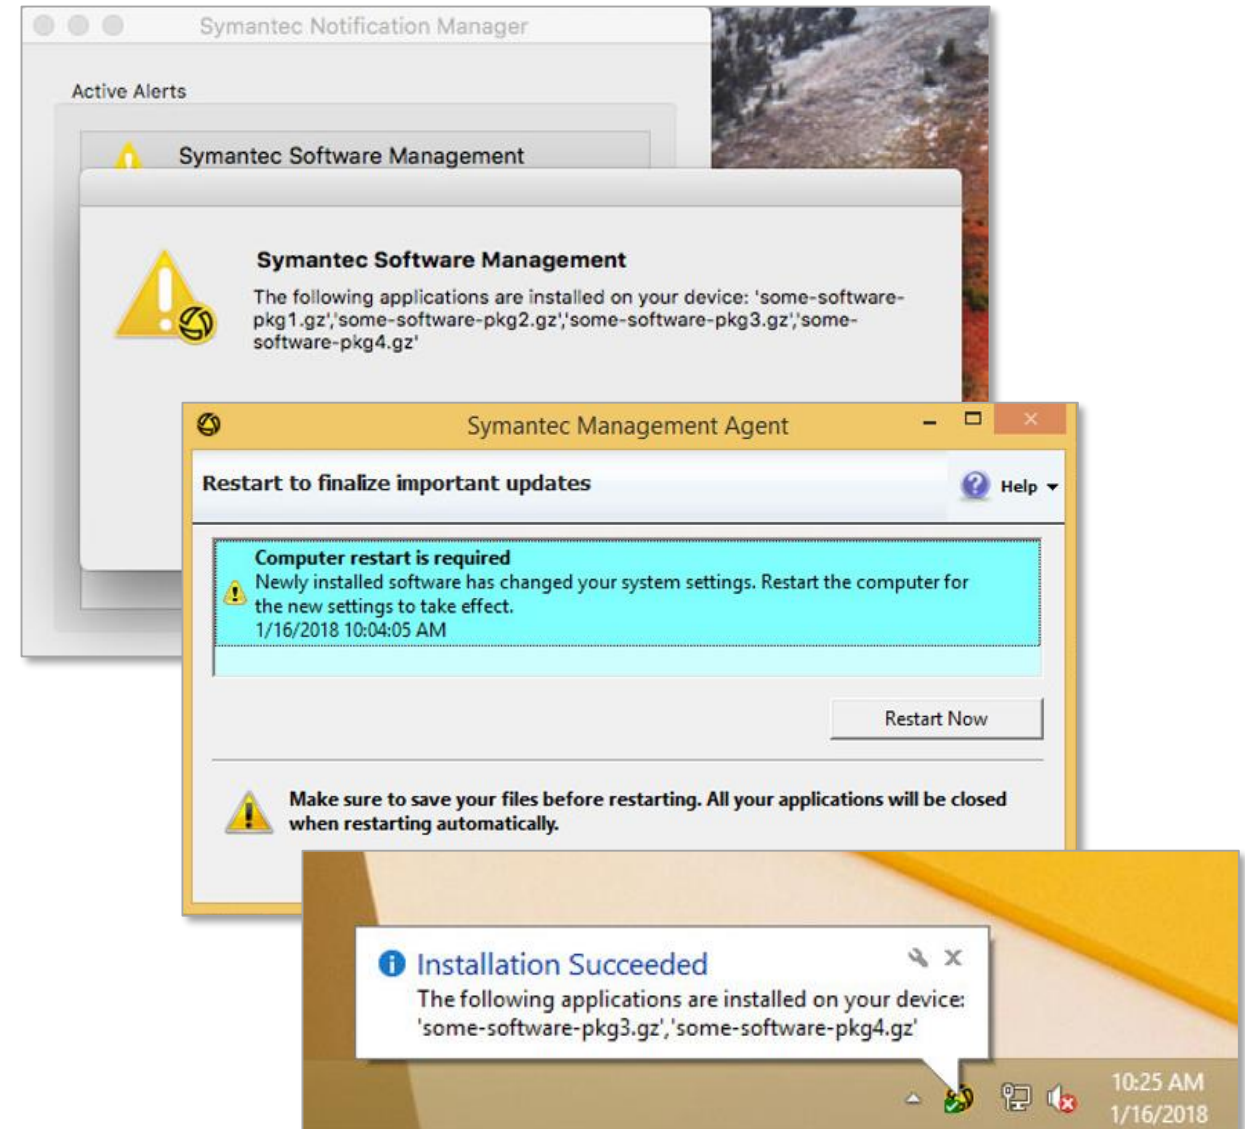 Symantec Notification Manager
Active Alerts
Symantec Software Management
Symantec Software Management
The following applications are installed on your device: 'some-software-
pkg1.gz','some-software-pkg2.gz','some-software-pkg3.gz','some-
software-pkg4.gz'
Symantec Management Agent
Restart to finalize important updates
Help
Computer restart is required
Newly installed software has changed your system settings. Restart the computer for
the new settings to take effect.
1/16/2018 10:04:05 AM
Restart Now
Make sure to save your files before restarting. All your applications will be closed
when restarting automatically.
Installation Succeeded
The following applications are installed on your device:
'some-software-pkg3.gz','some-software-pkg4.gz'
10:25 AM
1/16/2018